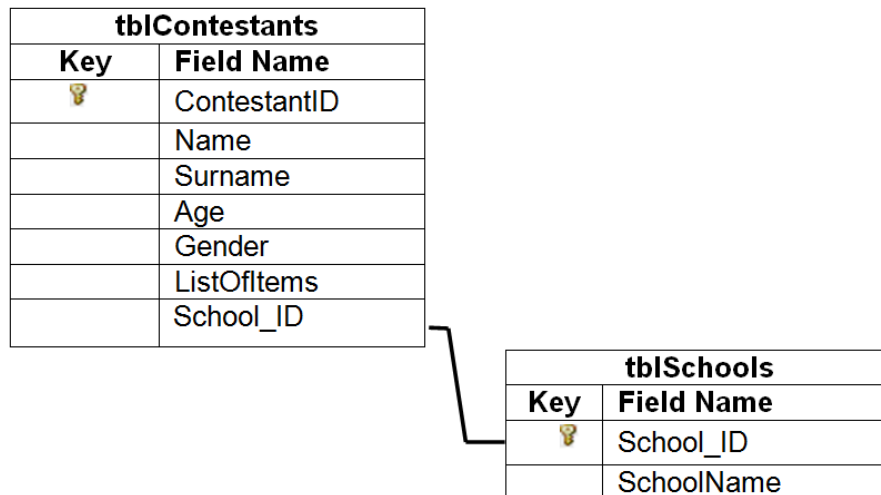 tblContestants
Key Field Name
ContestantID
Name
Surname
Age
Gender
ListOfItems
School_ID
tblSchools
Key Field Name
School_ID
SchoolName